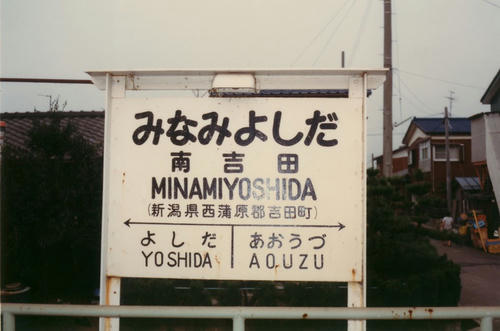 みなみよしだ
南吉田
MINAMIYOSHIDA
(新潟県西蒲原郡吉田町)
よしだ あおうづ
YOSHIDA AOUZU